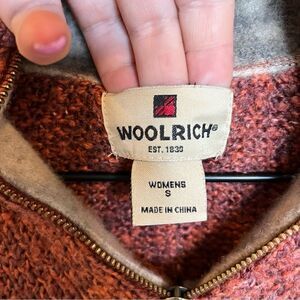 WOOLRICH®
EST. 1830
WOMENS
S
MADE IN CHINA